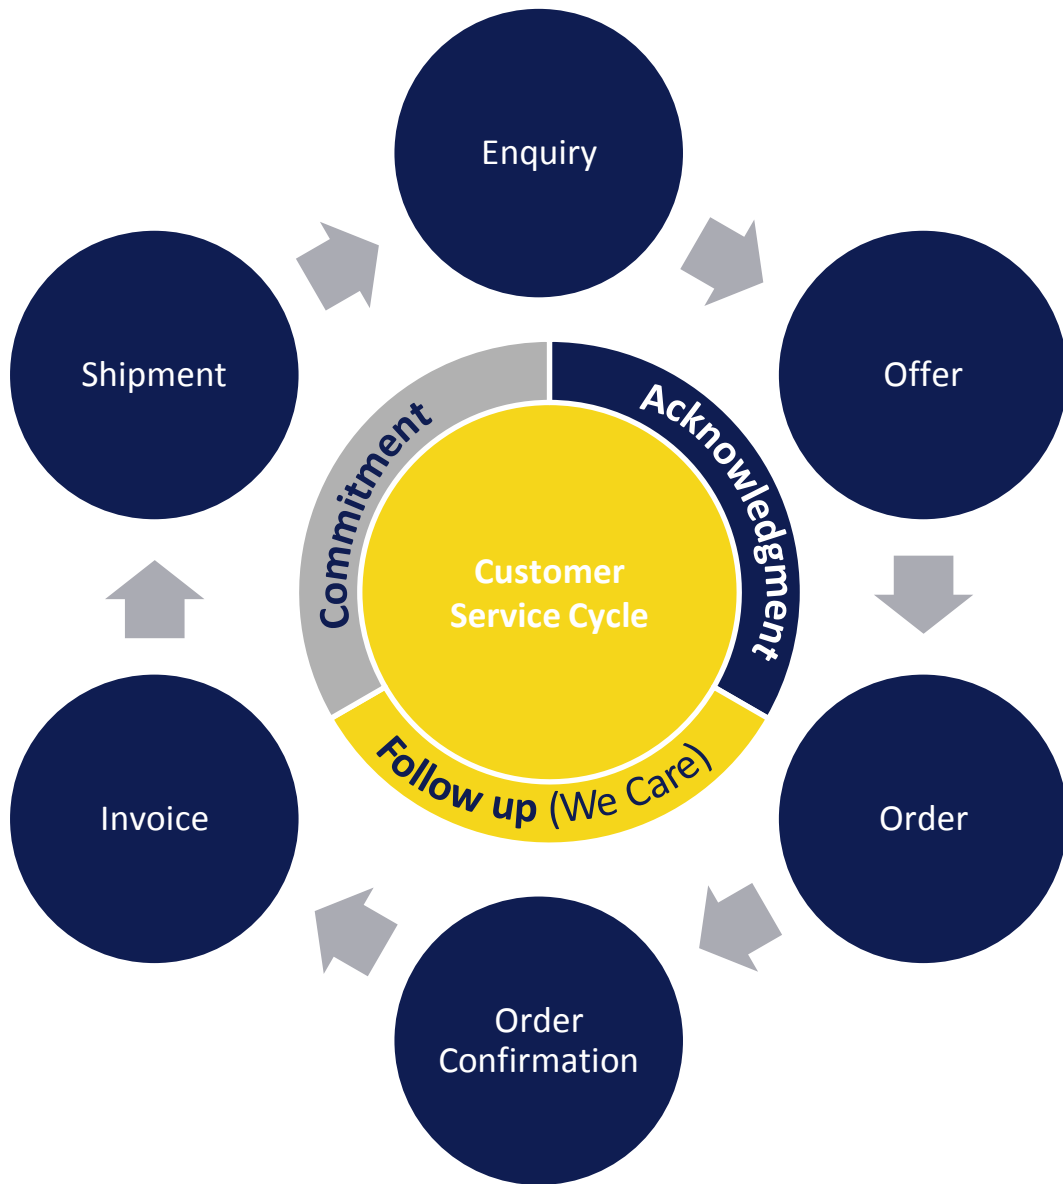 Enquiry
Offer
Order
Order
Confirmation
Invoice
Shipment
Acknowledgment
Follow up (We Care)
Commitment
Customer
Service Cycle